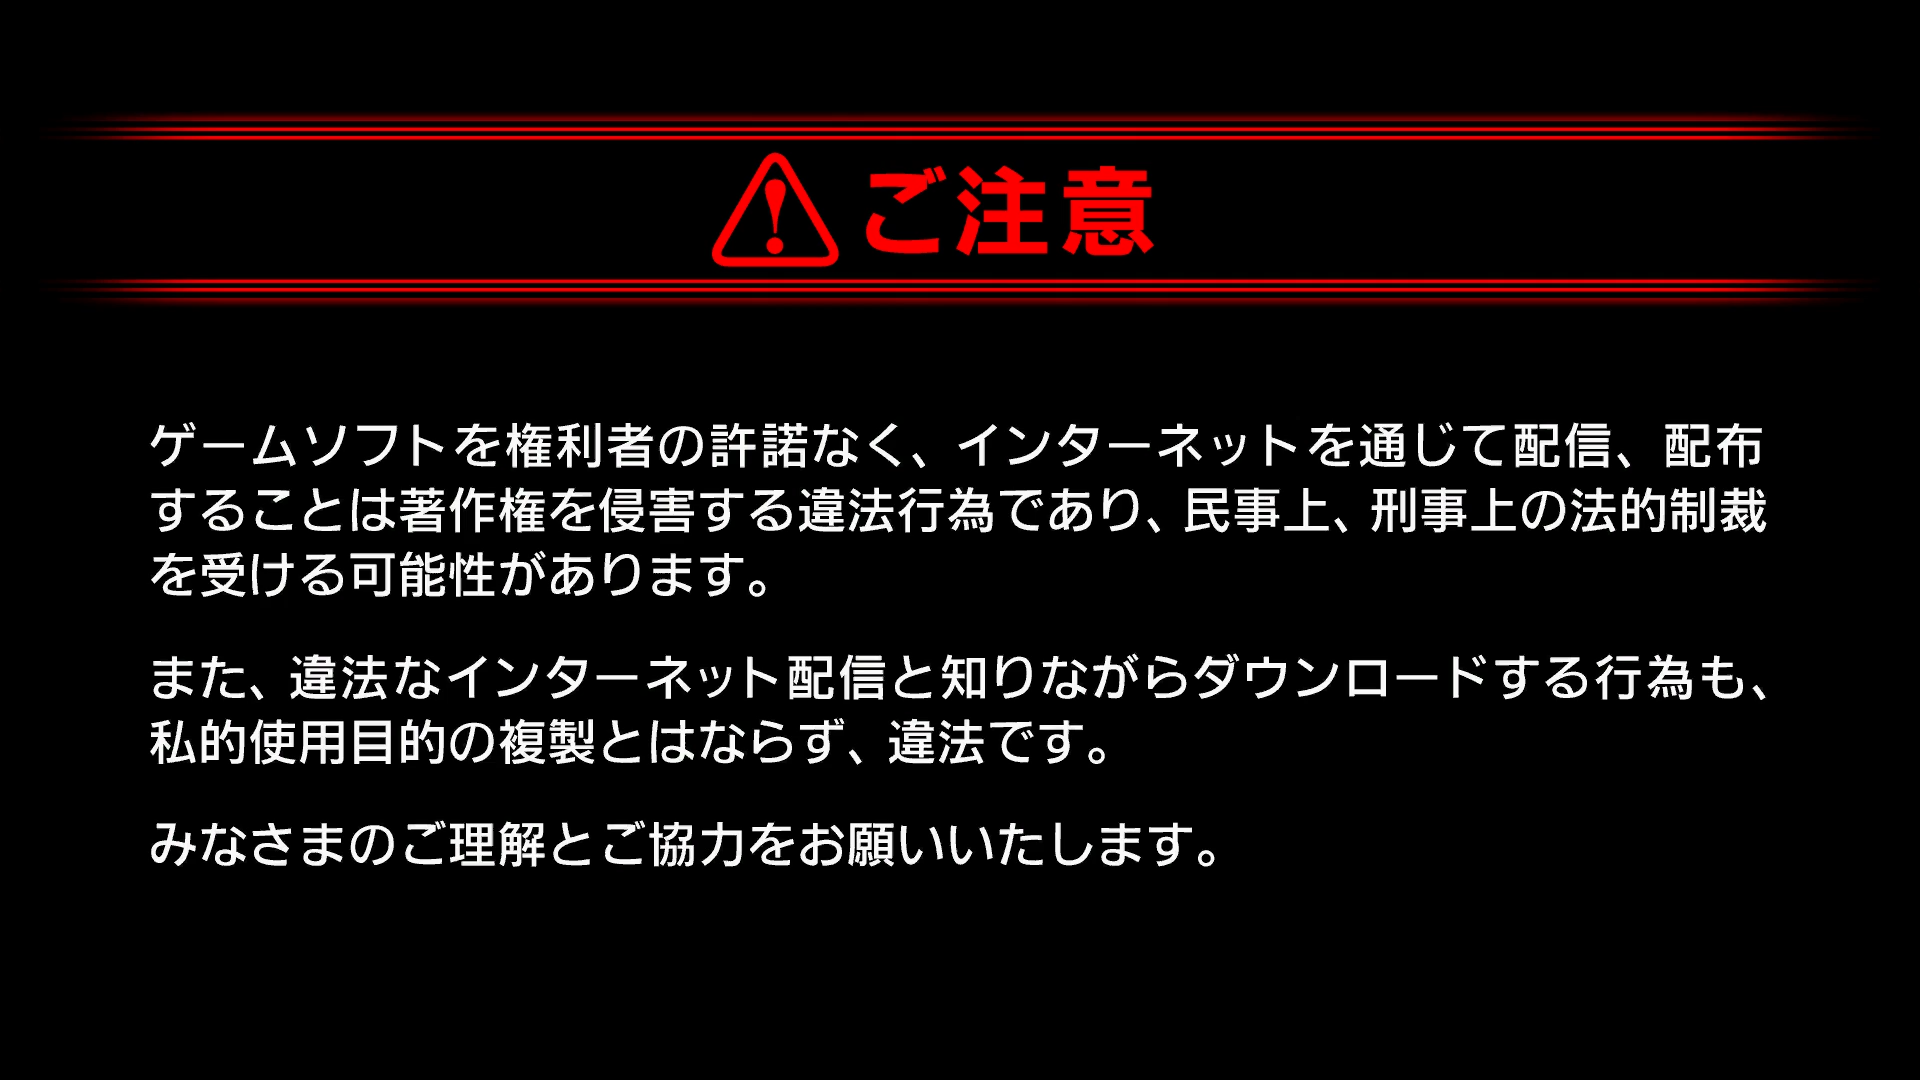 ご注意
ゲームソフトを権利者の許諾なく、インターネットを通じて配信、配布
することは著作権を侵害する違法行為であり、民事上、刑事上の法的制裁
を受ける可能性があります。
また、違法なインターネット配信と知りながらダウンロードする行為も、
私的使用目的の複製とはならず、違法です。
みなさまのご理解とご協力をお願いいたします。